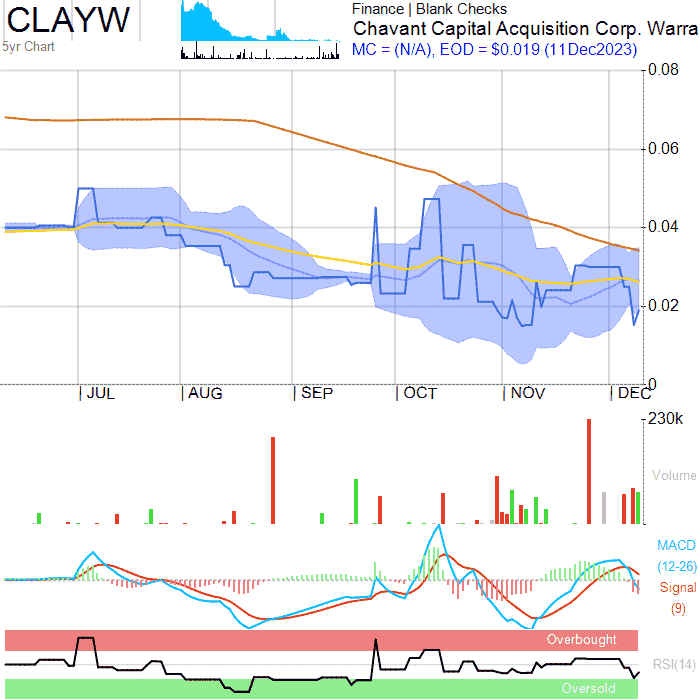 CLAYW
5yr Chart
Finance | Blank Checks
Chavant Capital Acquisition Corp. Warra
MC = (N/A), EOD = $0.019 (11Dec2023)
0.08
0.06
0.04
0.02
0
| JUL
| AUG
| SEP
| OCT
| NOV
| DEC
230k
Volume
MACD
(12-26)
Signal
(9)
Overbought
RSI(14)
Oversold